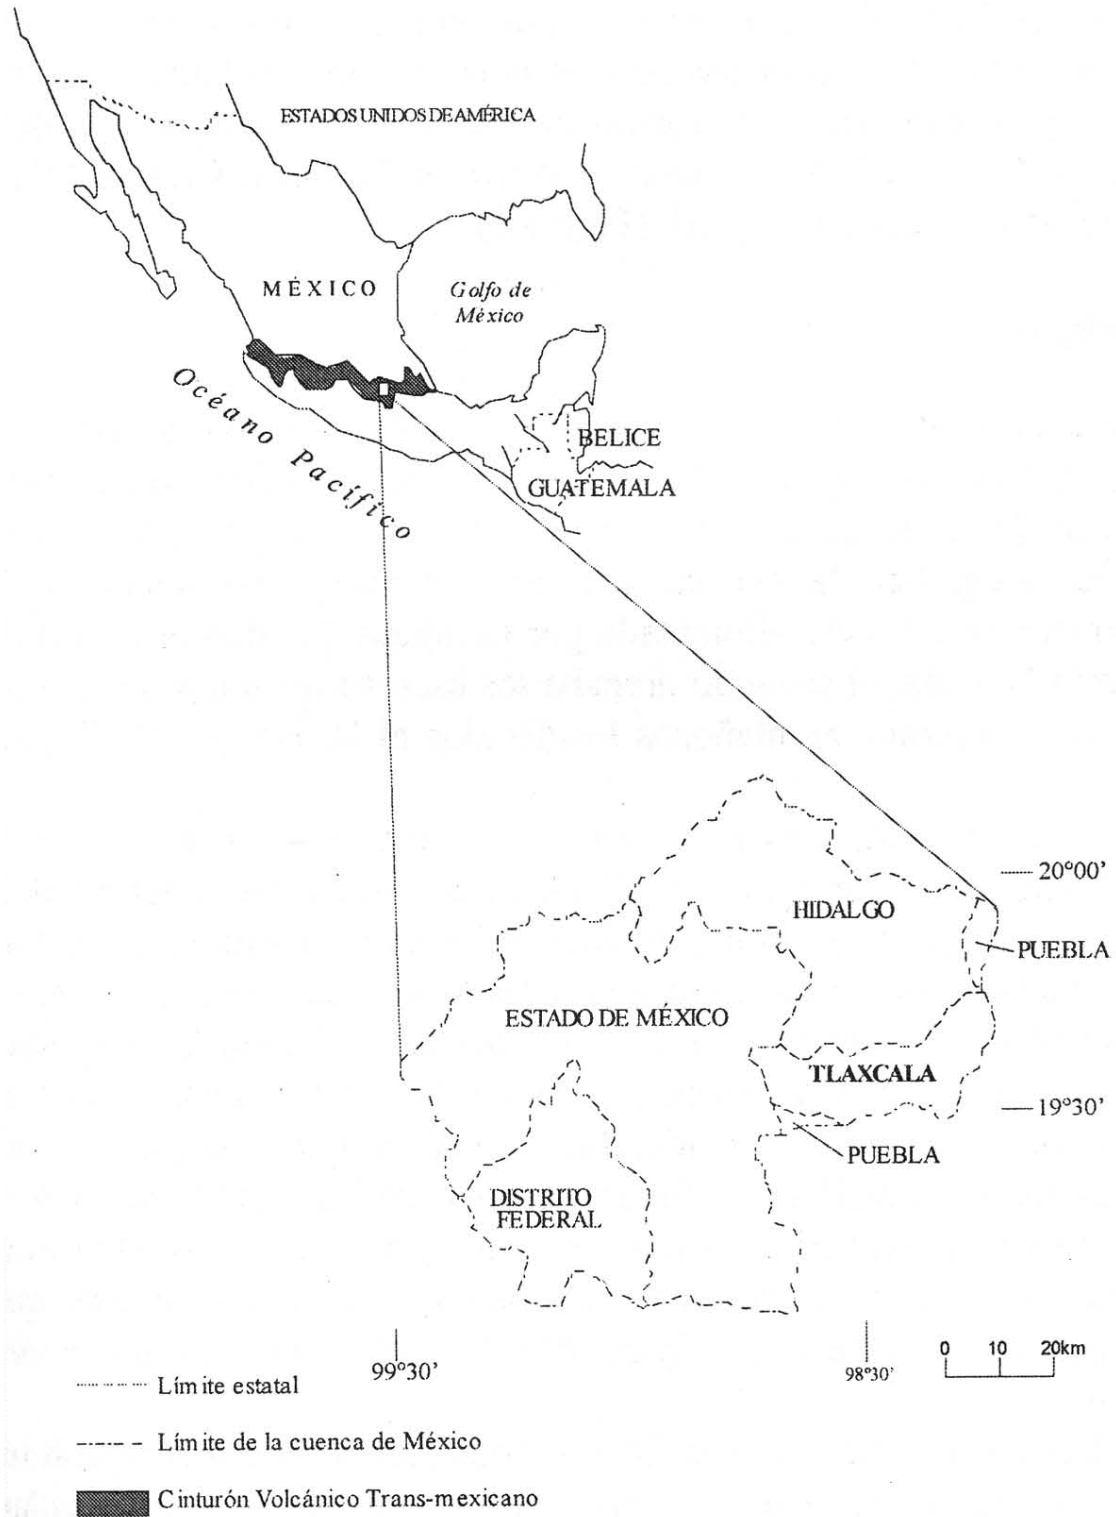 ESTADOS UNIDOS DE AMÉRICA
MÉXICO
Golfo de
México
Océano Pacífico
BELICE
GUATEMALA
20°00'
HIDALGO
PUEBLA
ESTADO DE MÉXICO
TLAXCALA
19°30'
PUEBLA
DISTRITO
FEDERAL
99°30'
98°30'
0 10 20km
Límite estatal
Límite de la cuenca de México
Cinturón Volcánico Trans-mexicano